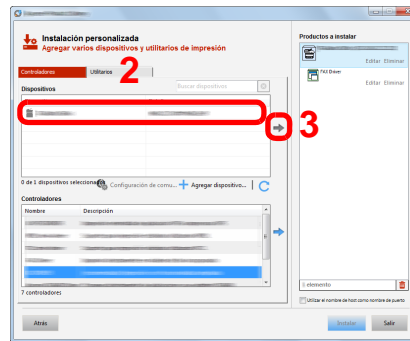 Instalación personalizada
Agregar varios dispositivos y utilitarios de impresión
Productos a instalar
Editar Eliminar
FAX Driver
Editar Eliminar
Controladores
Utilitarios
2
Dispositivos
Buscar dispositivos
3
0 de 1 dispositivos seleccionad
Configuración de comu...
Agregar dispositivo...
Controladores
Nombre
Descripción
7 controladores
1 elemento
Utilizar el nombre de host como nombre de puerto
Atrás
Instalar
Salir